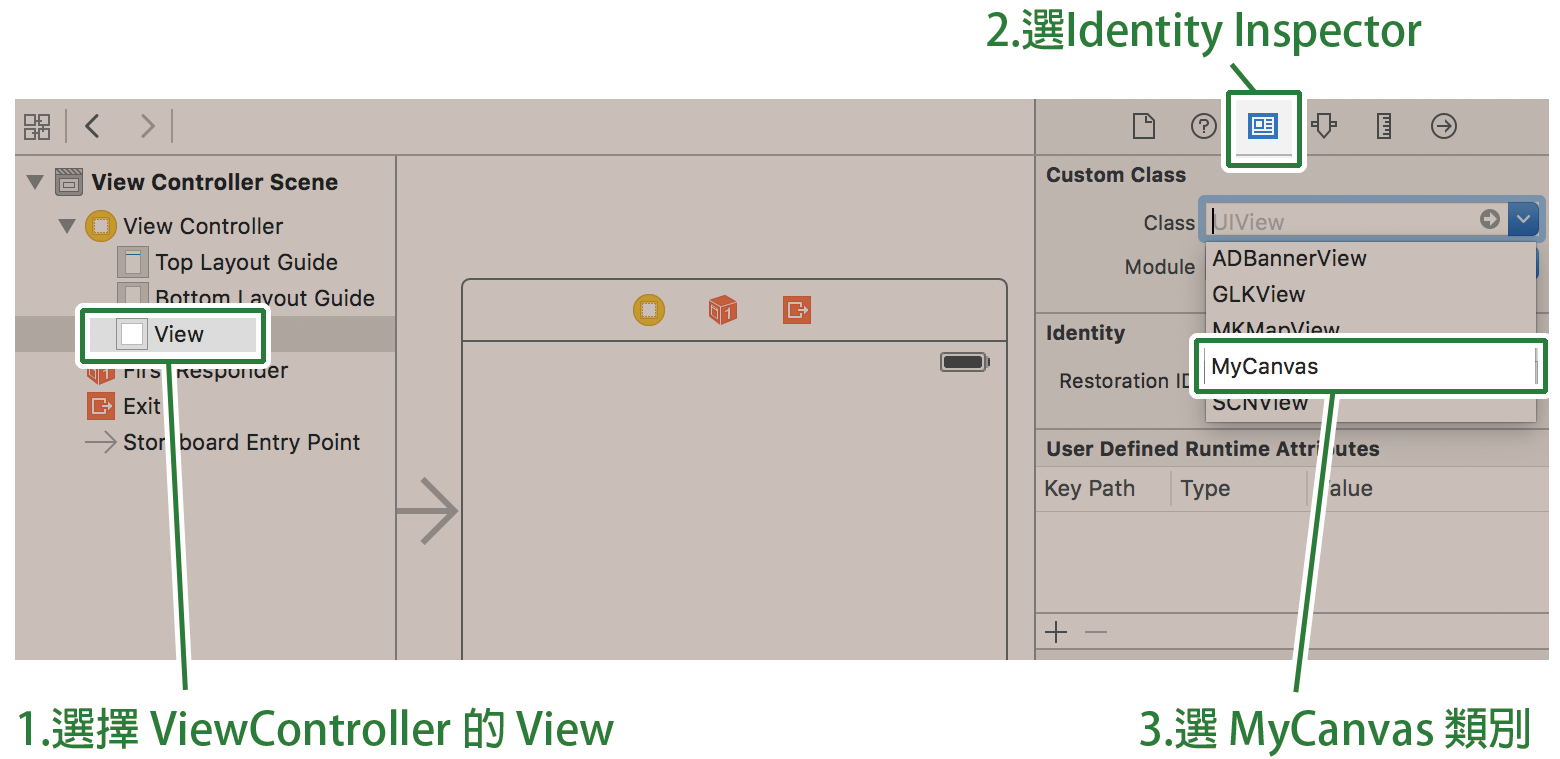 2.選Identity Inspector
View Controller Scene
View Controller
Top Layout Guide
Bottom Layout Guide
View
First Responder
Exit
Storyboard Entry Point
1
Custom Class
Class UIView
Module
ADBannerView
GLKView
MKMapView
MyCanvas
SCNView
Identity
Restoration ID
User Defined Runtime Attributes
Key Path Type Value
1.選擇 ViewController 的 View
3.選 MyCanvas 類別